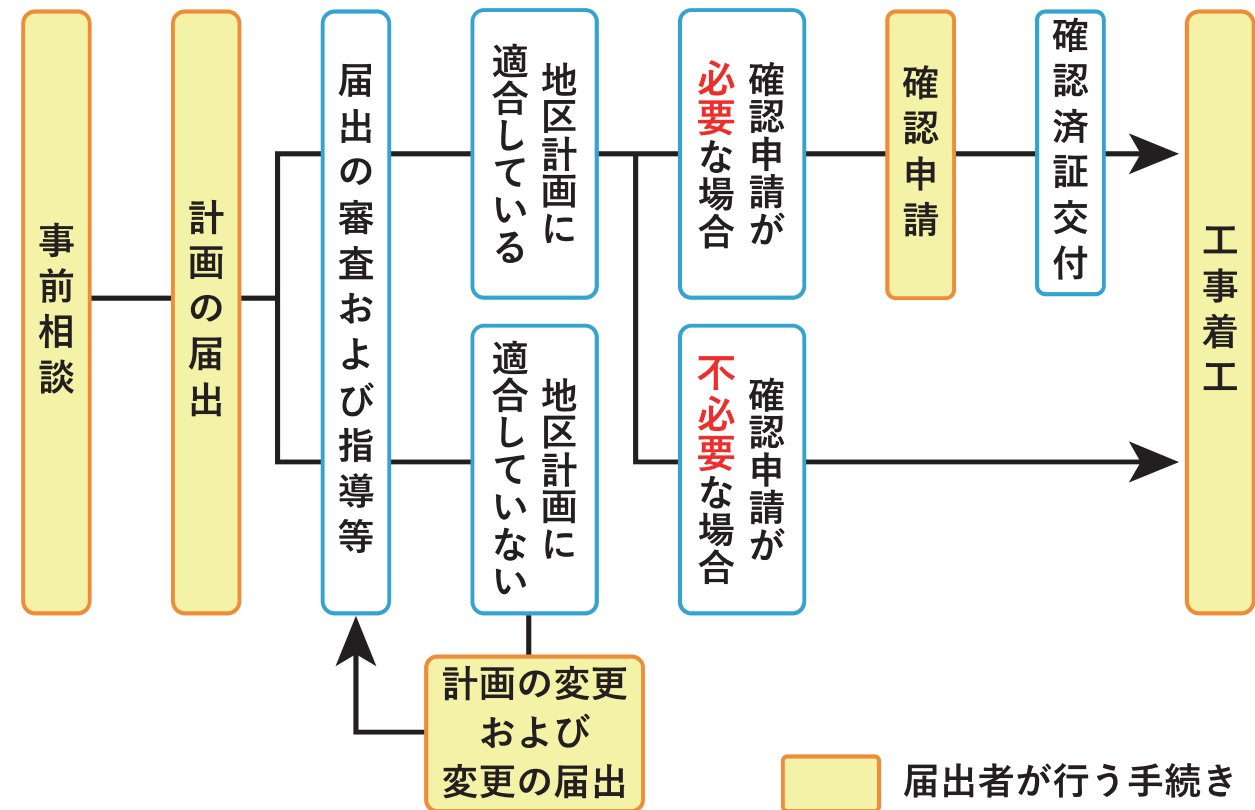 事前相談
計画の届出
届出の審査および指導等
地区計画に
適合している
地区計画に
適合していない
計画の変更
および
変更の届出
確認申請が
必要な場合
確認申請が
不必要な場合
確認申請
確認済証交付
工事着工
届出者が行う手続き